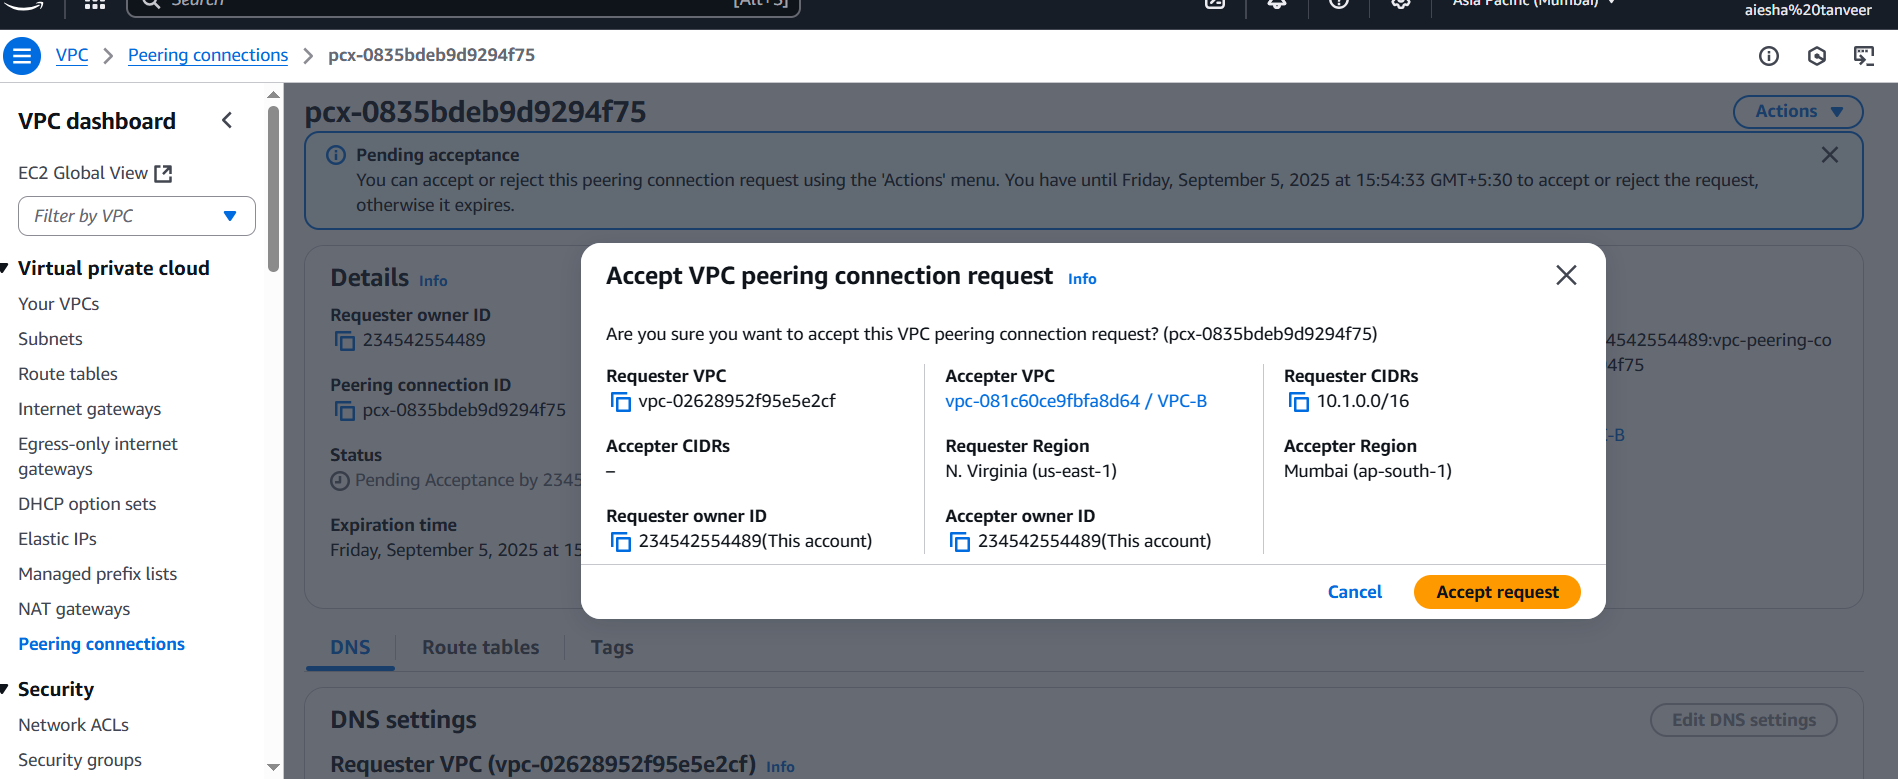 Search
[Alt+S]
Asia Pacific (Mumbai)
aiesha%20tanveer
VPC
Peering connections
pcx-0835bdeb9d9294f75
VPC dashboard
EC2 Global View
Filter by VPC
Virtual private cloud
Your VPCs
Subnets
Route tables
Internet gateways
Egress-only internet
gateways
DHCP option sets
Elastic IPs
Managed prefix lists
NAT gateways
Peering connections
Security
Network ACLs
Security groups
pcx-0835bdeb9d9294f75
Actions
Pending acceptance
You can accept or reject this peering connection request using the 'Actions' menu. You have until Friday, September 5, 2025 at 15:54:33 GMT+5:30 to accept or reject the request,
otherwise it expires.
Details Info
Requester owner ID
234542554489
Peering connection ID
pcx-0835bdeb9d9294f75
Status
Pending Acceptance by 2345
Expiration time
Friday, September 5, 2025 at 15
4542554489:vpc-peering-co
4f75
-B
Accept VPC peering connection request Info
Are you sure you want to accept this VPC peering connection request? (pcx-0835bdeb9d9294f75)
Requester VPC
vpc-02628952f95e5e2cf
Accepter VPC
vpc-081c60ce9fbfa8d64 / VPC-B
Requester CIDRs
10.1.0.0/16
Accepter CIDRs
–
Requester Region
N. Virginia (us-east-1)
Accepter Region
Mumbai (ap-south-1)
Requester owner ID
234542554489(This account)
Accepter owner ID
234542554489(This account)
Cancel
Accept request
DNS
Route tables
Tags
DNS settings
Edit DNS settings
Requester VPC (vpc-02628952f95e5e2cf) Info